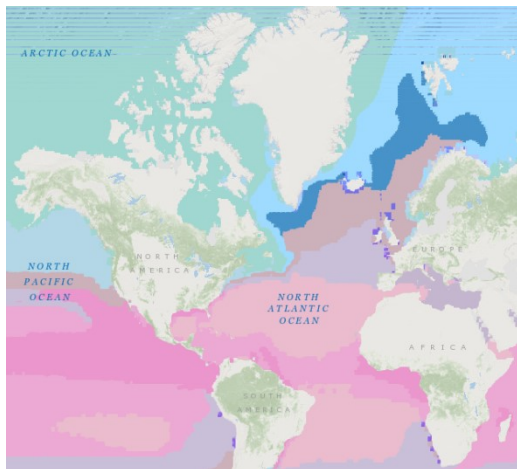 ARCTIC OCEAN
NORTH
AMERICA
NORTH
PACIFIC
OCEAN
EUROPE
NORTH
ATLANTIC
OCEAN
AFRICA
SOUTH
AMERICA